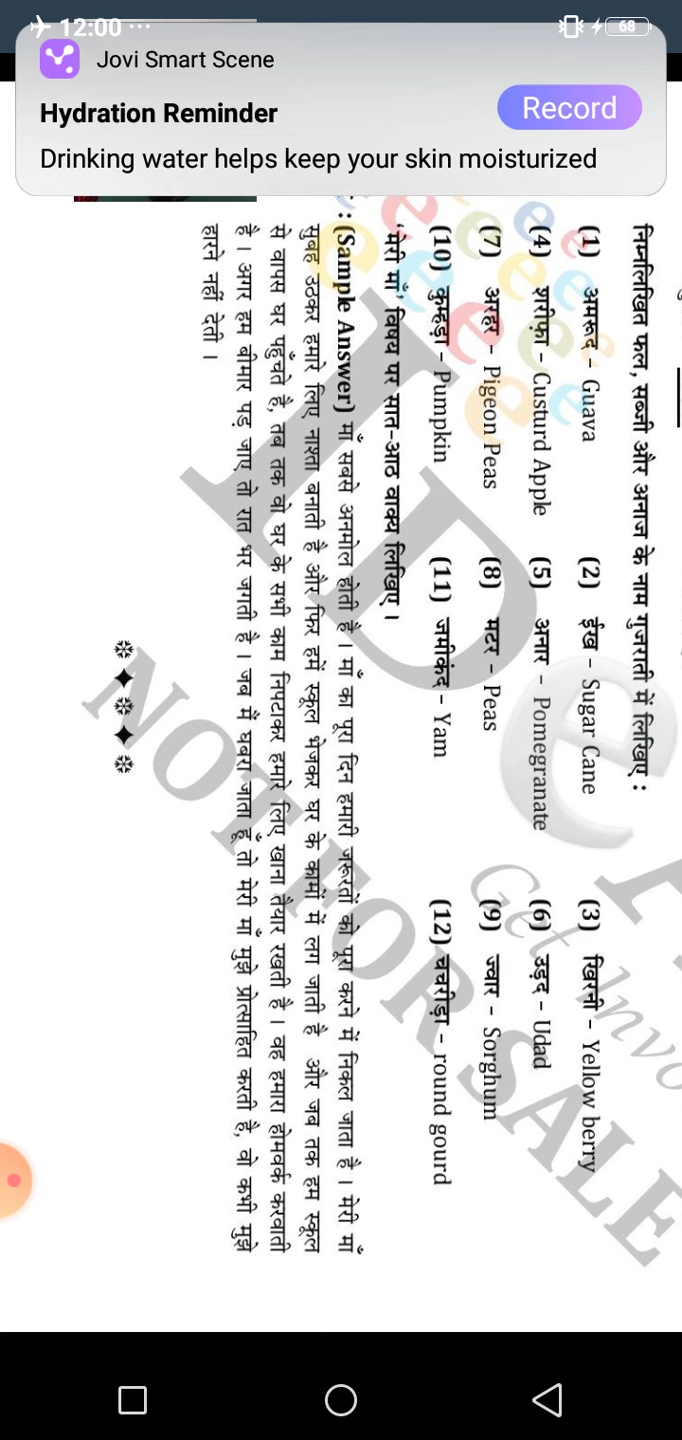 12:00 ...
68
Jovi Smart Scene
Hydration Reminder
Record
Drinking water helps keep your skin moisturized
निम्नलिखित फल, सब्जी और अनाज के नाम गुजराती में लिखिए :
(1) अमरूद – Guava (2) ईख – Sugar Cane (3) खिरनी – Yellow berry
(4) शरीफ़ा – Custurd Apple (5) अनार – Pomegranate (6) उड़द – Udad
(7) अरहर – Pigeon Peas (8) मटर – Peas (9) ज्वार – Sorghum
(10) कुम्हड़ा – Pumpkin (11) जमीकंद – Yam (12) चचीड़ा – round gourd
'मेरी माँ' विषय पर सात-आठ वाक्य लिखिए ।
: (Sample Answer) माँ सबसे अनमोल होती है । माँ का पूरा दिन हमारी जरूरतों को पूरा करने में निकल जाता है । मेरी माँ
सुबह उठकर हमारे लिए नाश्ता बनाती है और फिर हमें स्कूल भेजकर घर के कामों में लग जाती है और जब तक हम स्कूल
से वापस घर पहुँचते है, तब तक वो घर के सभी काम निपटाकर हमारे लिए खाना तैयार रखती है । वह हमारा होमवर्क करवाती
है । अगर हम बीमार पड़ जाए तो रात भर जगती है । जब मैं घबरा जाता हूँ तो मेरी माँ मुझे प्रोत्साहित करती है, वो कभी मुझे
हारने नहीं देती ।
Get Invo
NOT FOR SALE